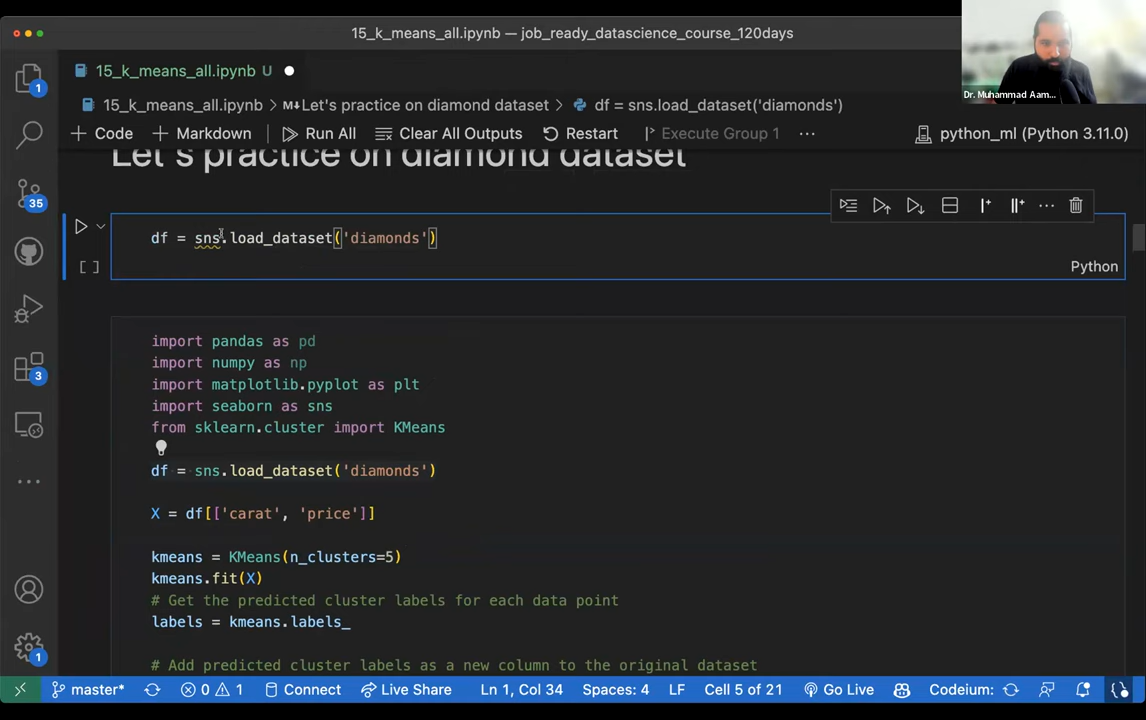 15_k_means_all.ipynb — job_ready_datascience_course_120days
Dr. Muhammad Aam...
15_k_means_all.ipynb U
15_k_means_all.ipynb > M Let's practice on diamond dataset > df = sns.load_dataset('diamonds')
+ Code + Markdown Run All Clear All Outputs Restart Execute Group 1 ... python_ml (Python 3.11.0)
Let's practice on diamond dataset
df = sns.load_dataset('diamonds')
[ ]
Python
import pandas as pd
import numpy as np
import matplotlib.pyplot as plt
import seaborn as sns
from sklearn.cluster import KMeans
df = sns.load_dataset('diamonds')
X = df[['carat', 'price']]
kmeans = KMeans(n_clusters=5)
kmeans.fit(X)
# Get the predicted cluster labels for each data point
labels = kmeans.labels_
# Add predicted cluster labels as a new column to the original dataset
1
35
3
1
master* 0 1 Connect Live Share Ln 1, Col 34 Spaces: 4 LF Cell 5 of 21 Go Live Codeium: